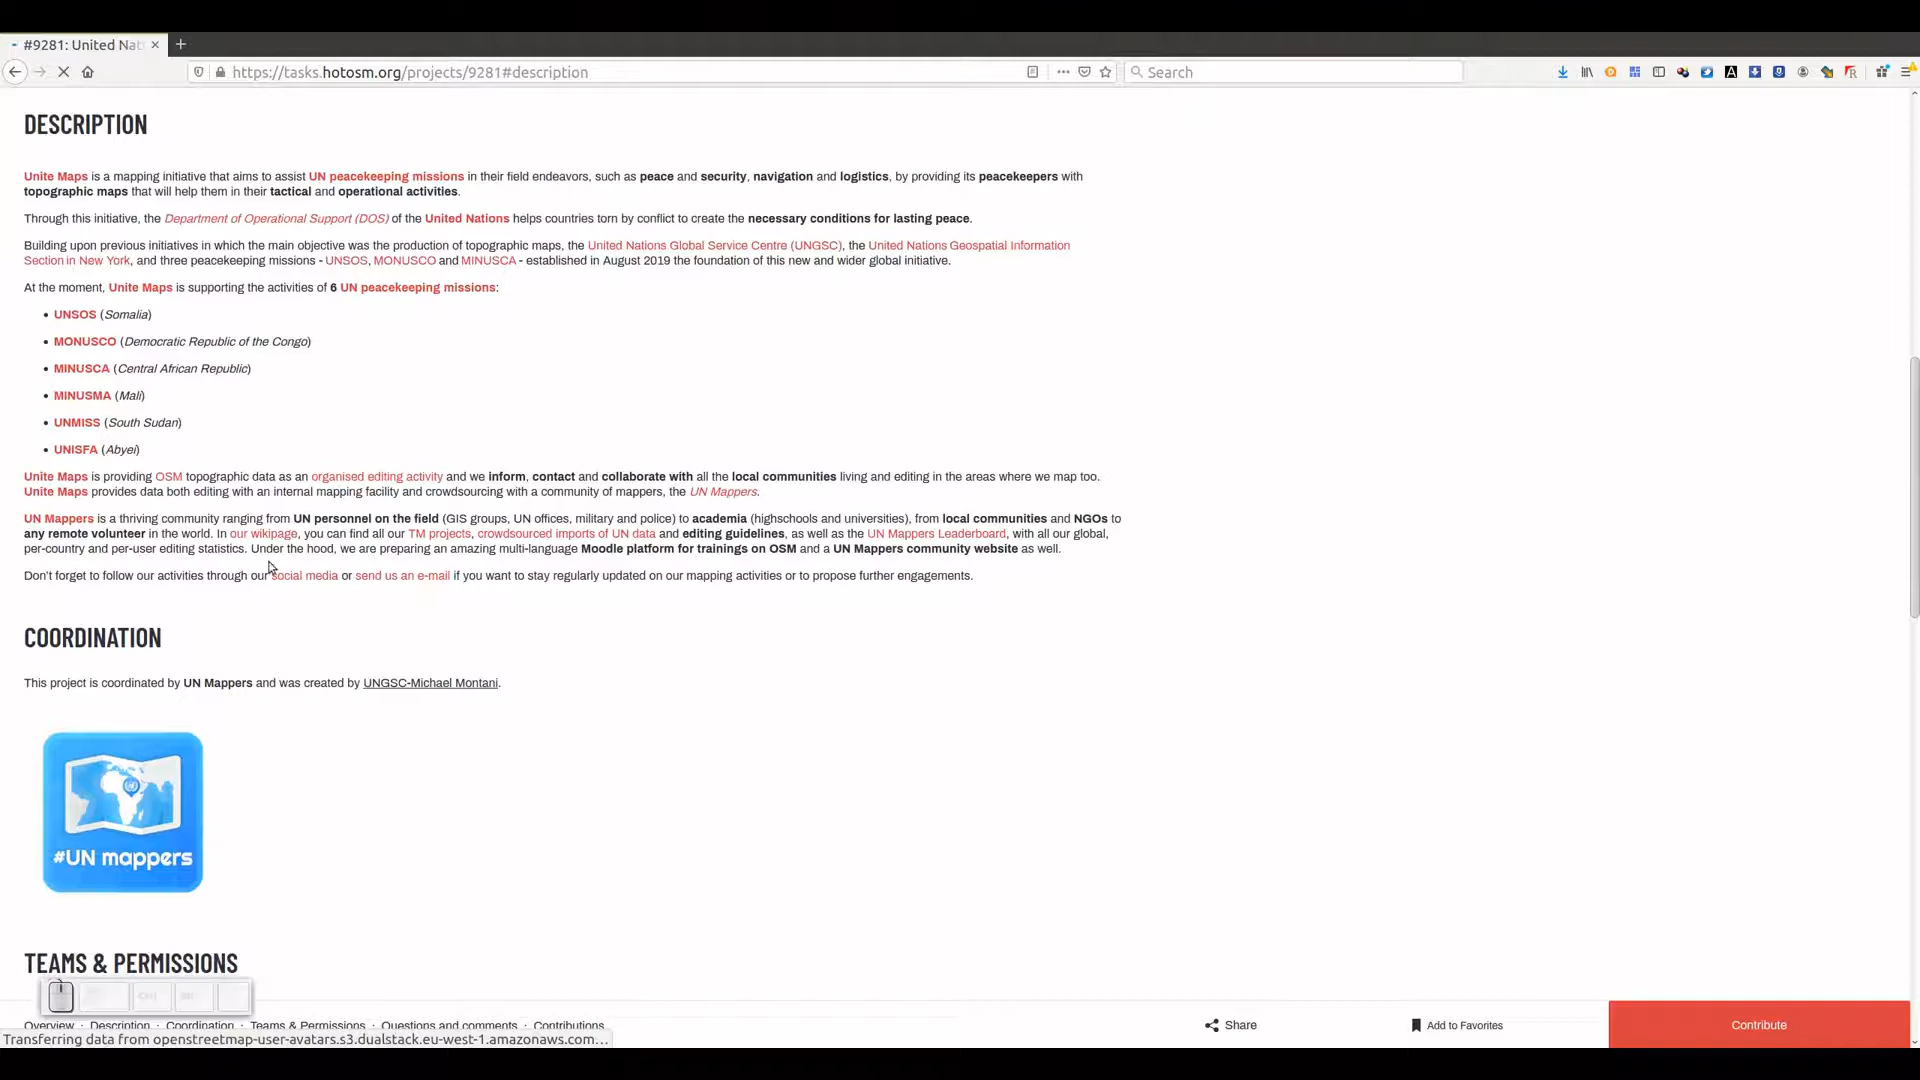 #9281: United Nat
https://tasks.hotosm.org/projects/9281#description
Search
DESCRIPTION
Unite Maps is a mapping initiative that aims to assist UN peacekeeping missions in their field endeavors, such as peace and security, navigation and logistics, by providing its peacekeepers with
topographic maps that will help them in their tactical and operational activities.
Through this initiative, the Department of Operational Support (DOS) of the United Nations helps countries torn by conflict to create the necessary conditions for lasting peace.
Building upon previous initiatives in which the main objective was the production of topographic maps, the United Nations Global Service Centre (UNGSC), the United Nations Geospatial Information
Section in New York, and three peacekeeping missions - UNSOS, MONUSCO and MINUSCA - established in August 2019 the foundation of this new and wider global initiative.
At the moment, Unite Maps is supporting the activities of 6 UN peacekeeping missions:
• UNSOS (Somalia)
• MONUSCO (Democratic Republic of the Congo)
• MINUSCA (Central African Republic)
• MINUSMA (Mali)
• UNMISS (South Sudan)
• UNISFA (Abyei)
Unite Maps is providing OSM topographic data as an organised editing activity and we inform, contact and collaborate with all the local communities living and editing in the areas where we map too.
Unite Maps provides data both editing with an internal mapping facility and crowdsourcing with a community of mappers, the UN Mappers.
UN Mappers is a thriving community ranging from UN personnel on the field (GIS groups, UN offices, military and police) to academia (highschools and universities), from local communities and NGOs to
any remote volunteer in the world. In our wikipage, you can find all our TM projects, crowdsourced imports of UN data and editing guidelines, as well as the UN Mappers Leaderboard, with all our global,
per-country and per-user editing statistics. Under the hood, we are preparing an amazing multi-language Moodle platform for trainings on OSM and a UN Mappers community website as well.
Don't forget to follow our activities through our social media or send us an e-mail if you want to stay regularly updated on our mapping activities or to propose further engagements.
COORDINATION
This project is coordinated by UN Mappers and was created by UNGSC-Michael Montani.
#UN mappers
TEAMS & PERMISSIONS
Overview · Description · Coordination · Teams & Permissions · Questions and comments · Contributions
Share
Add to Favorites
Contribute
Transferring data from openstreetmap-user-avatars.s3.dualstack.eu-west-1.amazonaws.com…